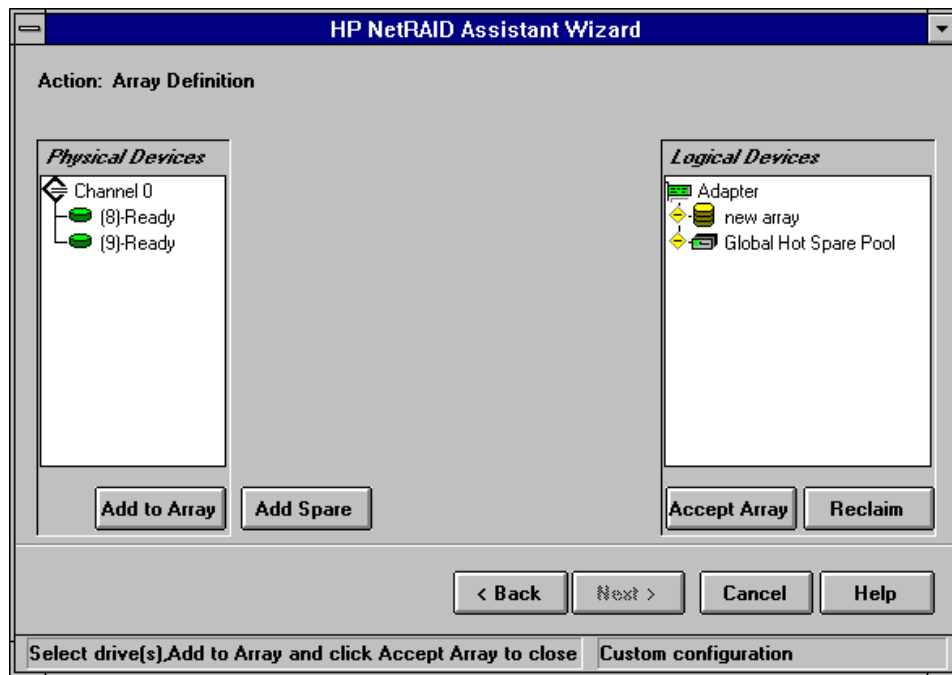 HP NetRAID Assistant Wizard
Action: Array Definition
Physical Devices
Channel 0
(8)-Ready
(9)-Ready
Add to Array
Add Spare
Logical Devices
Adapter
new array
Global Hot Spare Pool
Accept Array
Reclaim
< Back
Next >
Cancel
Help
Select drive(s),Add to Array and click Accept Array to close
Custom configuration